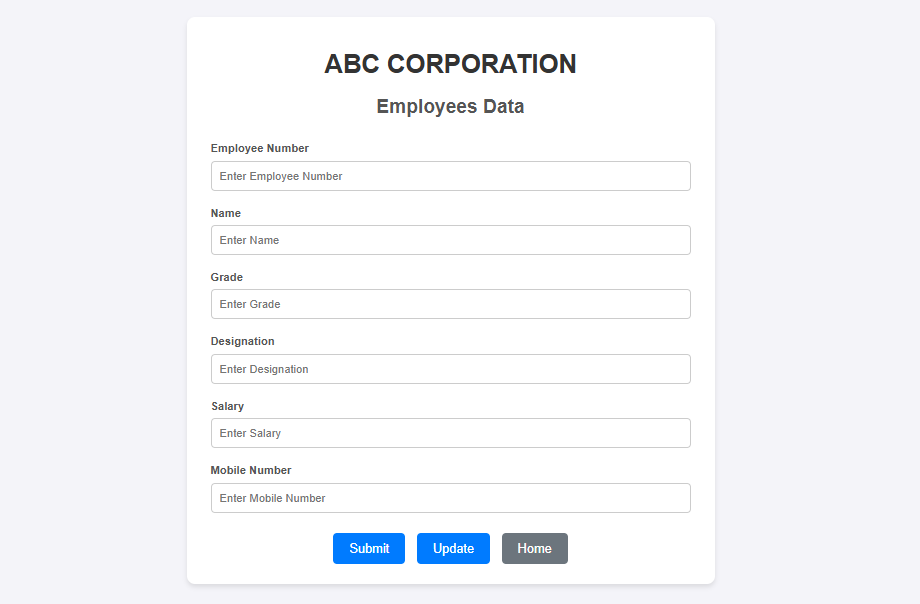 ABC CORPORATION
Employees Data
Employee Number
Enter Employee Number
Name
Enter Name
Grade
Enter Grade
Designation
Enter Designation
Salary
Enter Salary
Mobile Number
Enter Mobile Number
Submit Update Home